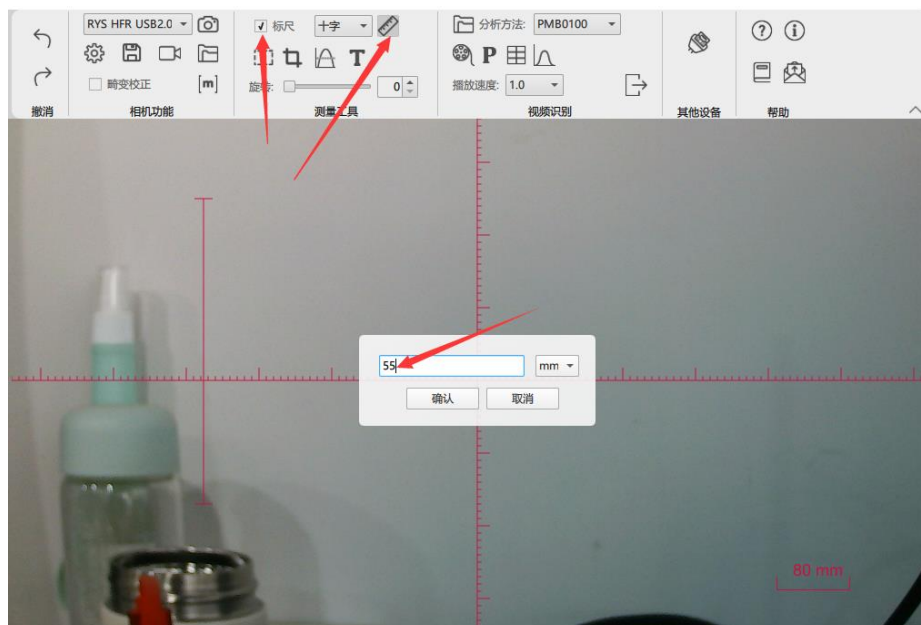 RYS HFR USB2.0
标尺
十字
分析方法:
PMB0100
P
T
畸变校正
[m]
旋转:
0
播放速度:
1.0
撤消
相机功能
测量工具
视频识别
其他设备
帮助
55
mm
确认
取消
80 mm